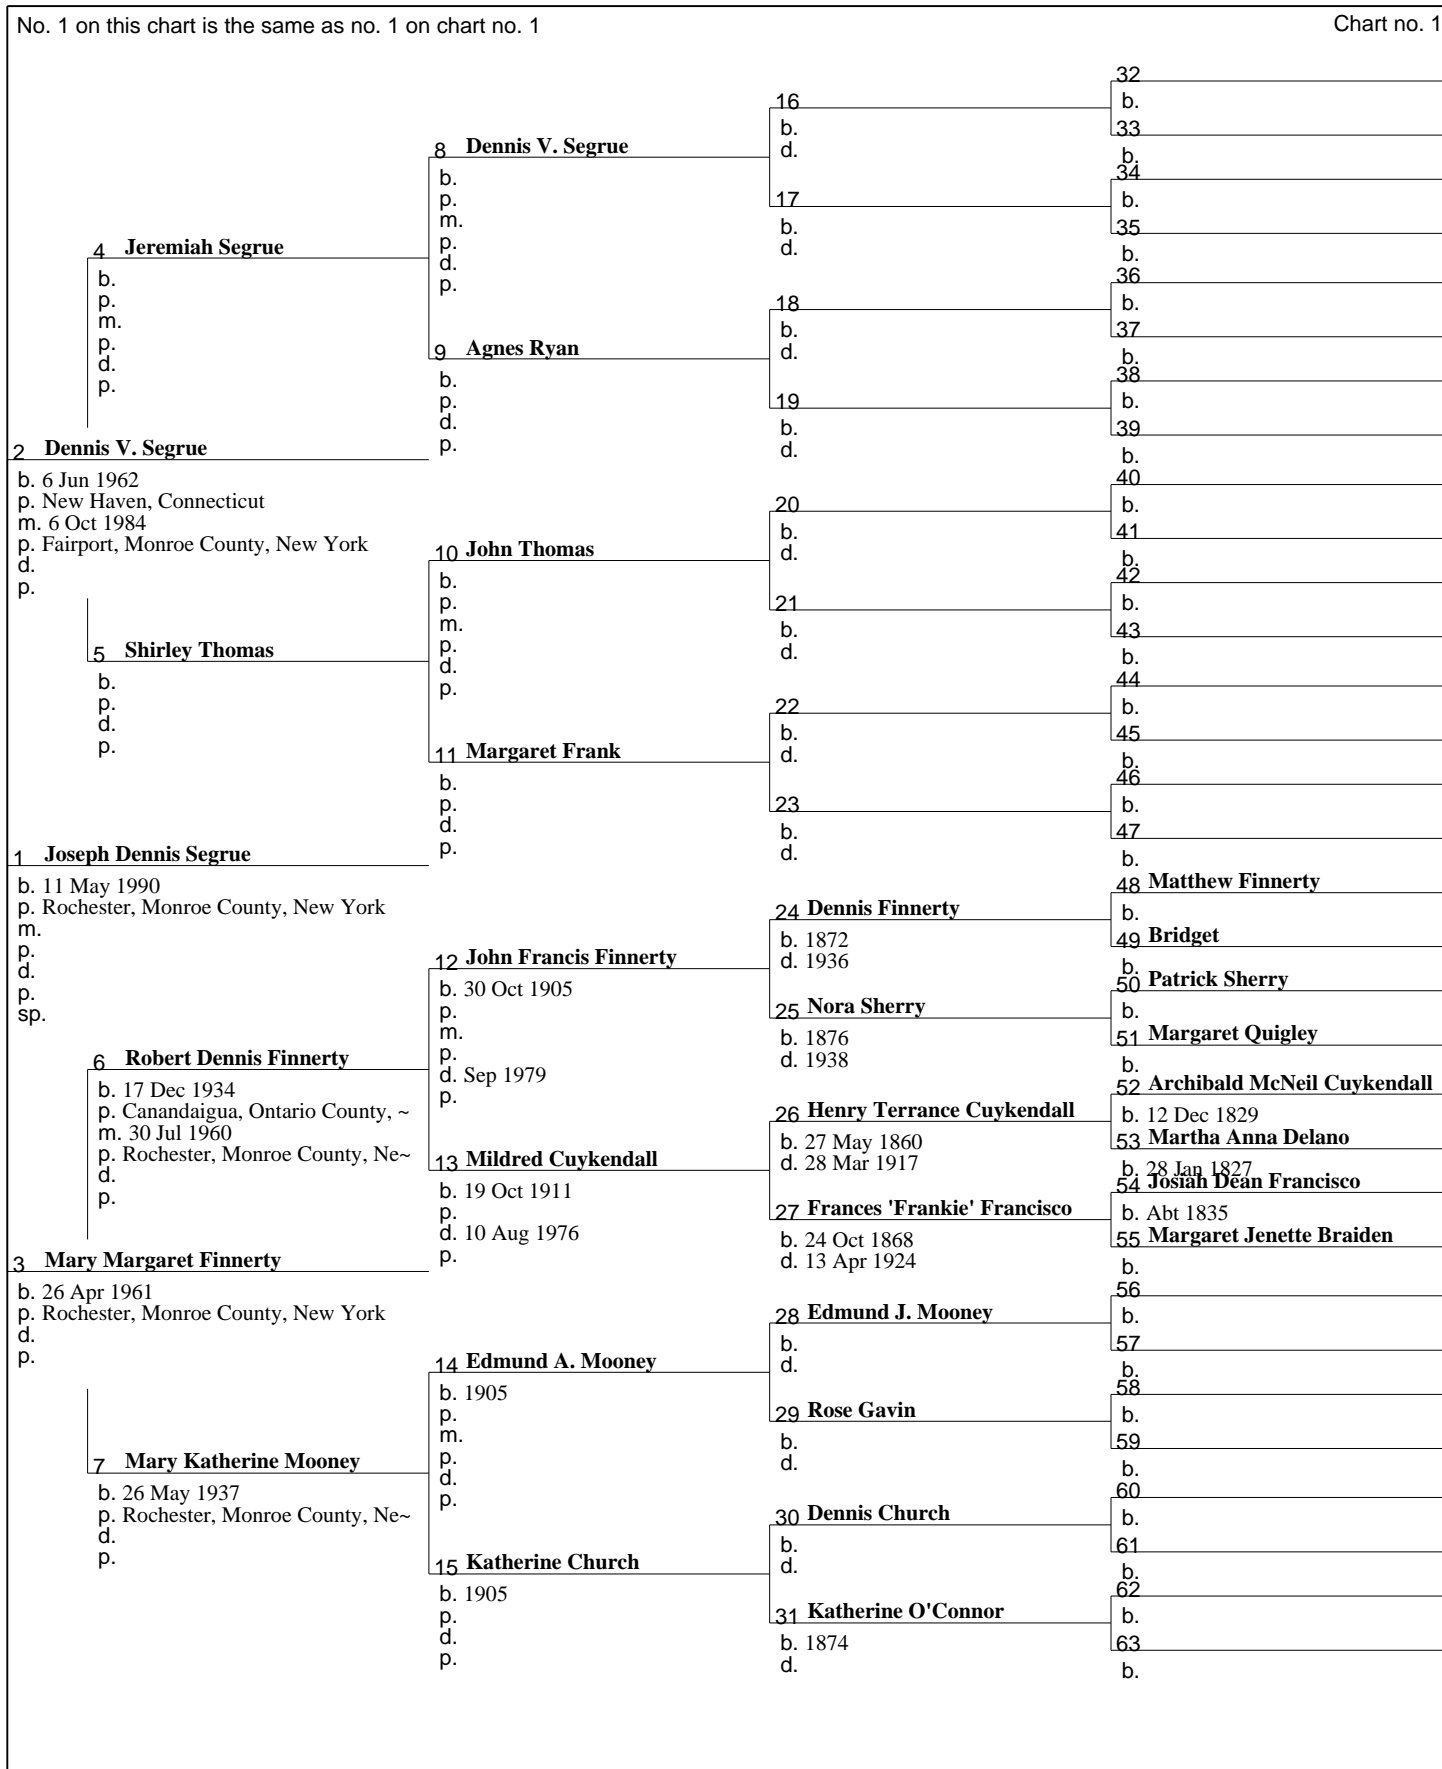 No. 1 on this chart is the same as no. 1 on chart no. 1
Chart no. 1
1 Joseph Dennis Segrue
b. 11 May 1990
p. Rochester, Monroe County, New York
m.
p.
d.
p.
sp.
2 Dennis V. Segrue
b. 6 Jun 1962
p. New Haven, Connecticut
m. 6 Oct 1984
p. Fairport, Monroe County, New York
d.
p.
3 Mary Margaret Finnerty
b. 26 Apr 1961
p. Rochester, Monroe County, New York
d.
p.
4 Jeremiah Segrue
b.
p.
m.
p.
d.
p.
5 Shirley Thomas
b.
p.
d.
p.
6 Robert Dennis Finnerty
b. 17 Dec 1934
p. Canandaigua, Ontario County, ~
m. 30 Jul 1960
p. Rochester, Monroe County, Ne~
d.
p.
7 Mary Katherine Mooney
b. 26 May 1937
p. Rochester, Monroe County, Ne~
d.
p.
8 Dennis V. Segrue
b.
p.
m.
p.
d.
p.
9 Agnes Ryan
b.
p.
d.
p.
10 John Thomas
b.
p.
m.
p.
d.
p.
11 Margaret Frank
b.
p.
d.
p.
12 John Francis Finnerty
b. 30 Oct 1905
p.
m.
p.
d. Sep 1979
p.
13 Mildred Cuykendall
b. 19 Oct 1911
p.
d. 10 Aug 1976
p.
14 Edmund A. Mooney
b. 1905
p.
m.
p.
d.
p.
15 Katherine Church
b. 1905
p.
d.
p.
16
b.
d.
17
b.
d.
18
b.
d.
19
b.
d.
20
b.
d.
21
b.
d.
22
b.
d.
23
b.
d.
24 Dennis Finnerty
b. 1872
d. 1936
25 Nora Sherry
b. 1876
d. 1938
26 Henry Terrance Cuykendall
b. 27 May 1860
d. 28 Mar 1917
27 Frances 'Frankie' Francisco
b. 24 Oct 1868
d. 13 Apr 1924
28 Edmund J. Mooney
b.
d.
29 Rose Gavin
b.
d.
30 Dennis Church
b.
d.
31 Katherine O'Connor
b. 1874
d.
32
b.
33
b.
34
b.
35
b.
36
b.
37
b.
38
b.
39
b.
40
b.
41
b.
42
b.
43
b.
44
b.
45
b.
46
b.
47
b.
48 Matthew Finnerty
b.
49 Bridget
b.
50 Patrick Sherry
b.
51 Margaret Quigley
b.
52 Archibald McNeil Cuykendall
b. 12 Dec 1829
53 Martha Anna Delano
b. 28 Jan 1827
54 Josiah Dean Francisco
b. Abt 1835
55 Margaret Jenette Braiden
b.
56
b.
57
b.
58
b.
59
b.
60
b.
61
b.
62
b.
63
b.